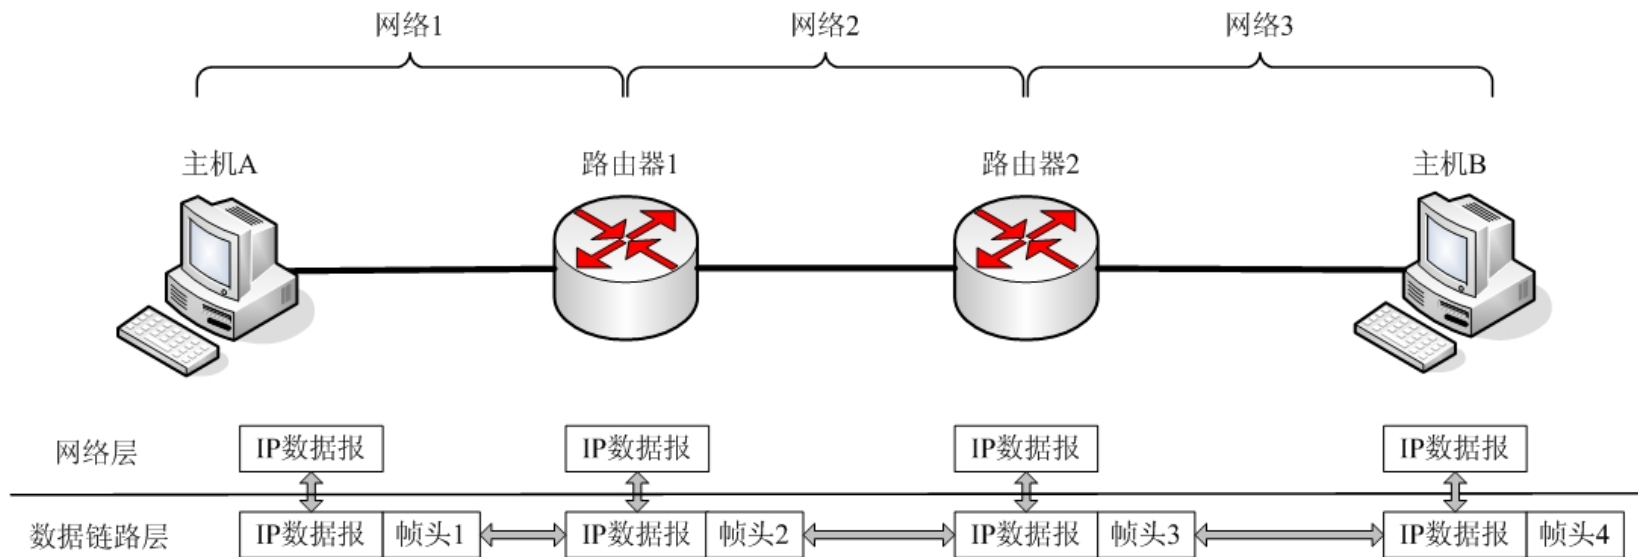 网络1 网络2 网络3
主机A 路由器1 路由器2 主机B
网络层 IP数据报 IP数据报 IP数据报 IP数据报
数据链路层 IP数据报 帧头1 IP数据报 帧头2 IP数据报 帧头3 IP数据报 帧头4